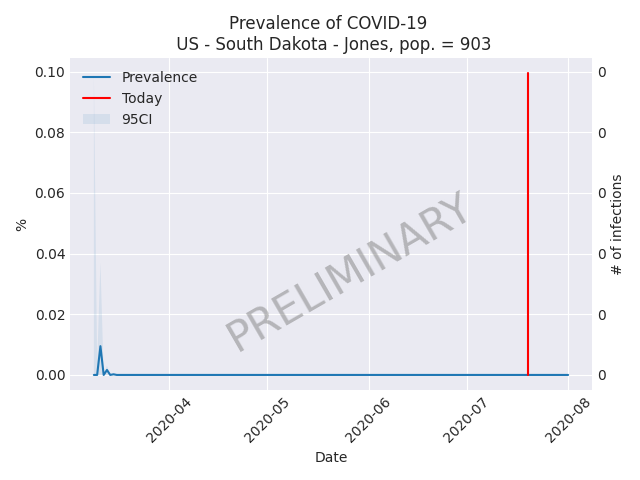 Prevalence of COVID-19
US - South Dakota - Jones, pop. = 903
Prevalence
Today
95CI
0.10
0.08
0.06
0.04
0.02
0.00
%
0
0
0
0
0
0
# of infections
PRELIMINARY
2020-04
2020-05
2020-06
2020-07
2020-08
Date